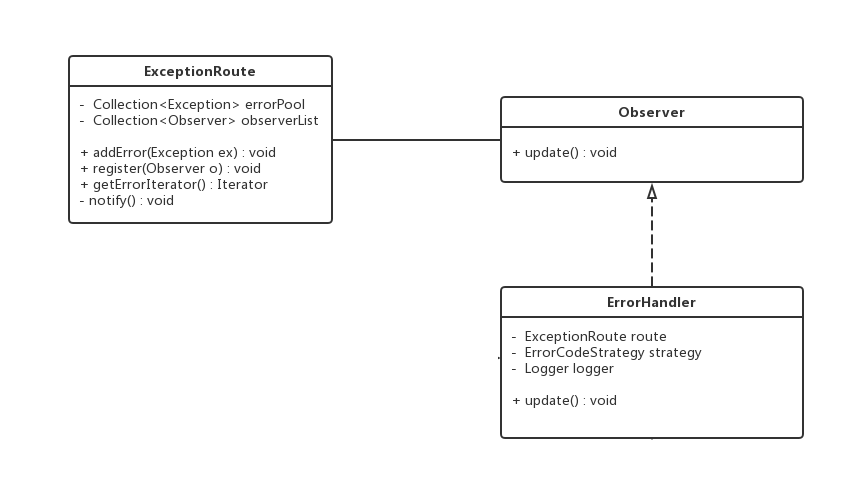 ExceptionRoute
- Collection<Exception> errorPool
- Collection<Observer> observerList
+ addError(Exception ex) : void
+ register(Observer o) : void
+ getErrorIterator() : Iterator
- notify() : void
Observer
+ update() : void
ErrorHandler
- ExceptionRoute route
- ErrorCodeStrategy strategy
- Logger logger
+ update() : void